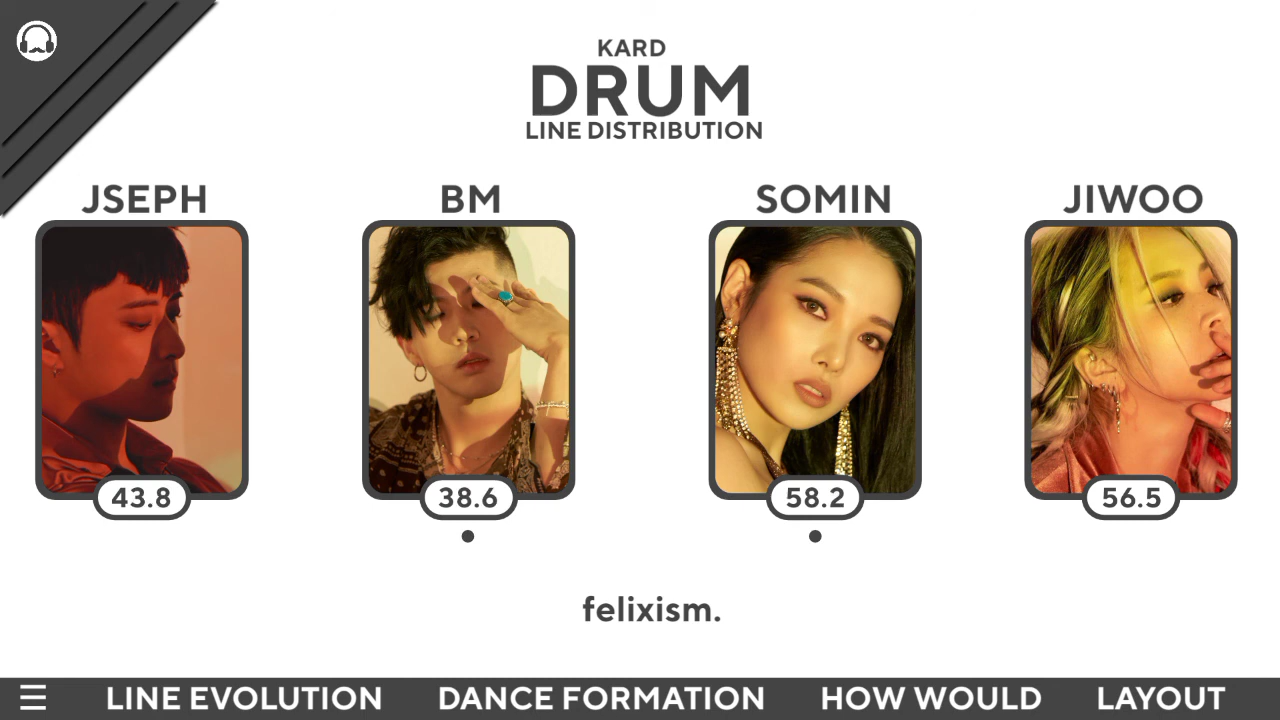 KARD
DRUM
LINE DISTRIBUTION
JSEPH BM SOMIN JIWOO
43.8 38.6 58.2 56.5
felixism.
LINE EVOLUTION DANCE FORMATION HOW WOULD LAYOUT